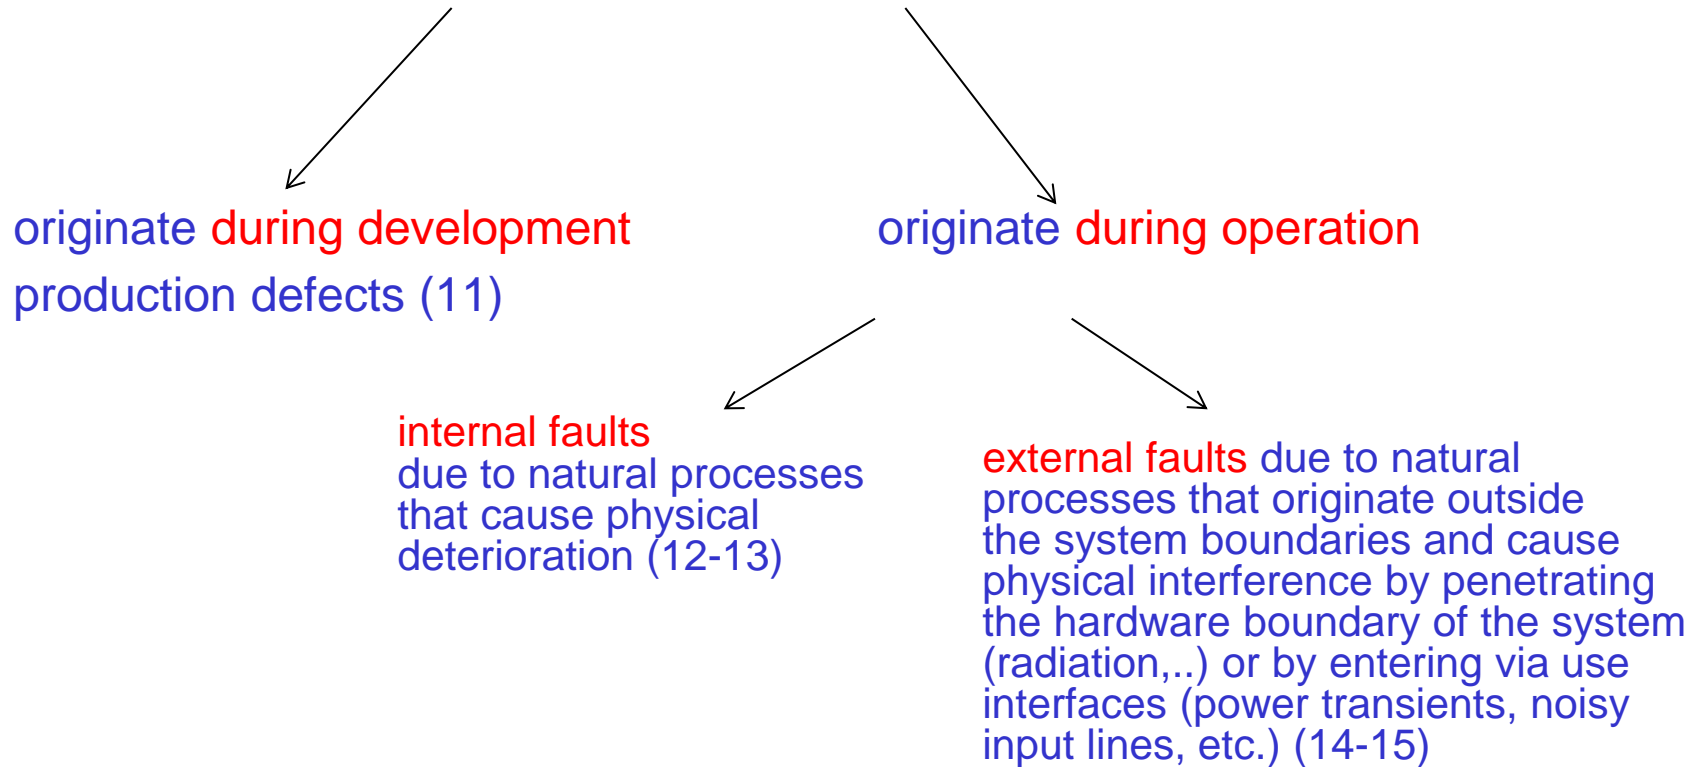 originate during development
production defects (11)
originate during operation
internal faults
due to natural processes
that cause physical
deterioration (12-13)
external faults due to natural
processes that originate outside
the system boundaries and cause
physical interference by penetrating
the hardware boundary of the system
(radiation,..) or by entering via use
interfaces (power transients, noisy
input lines, etc.) (14-15)